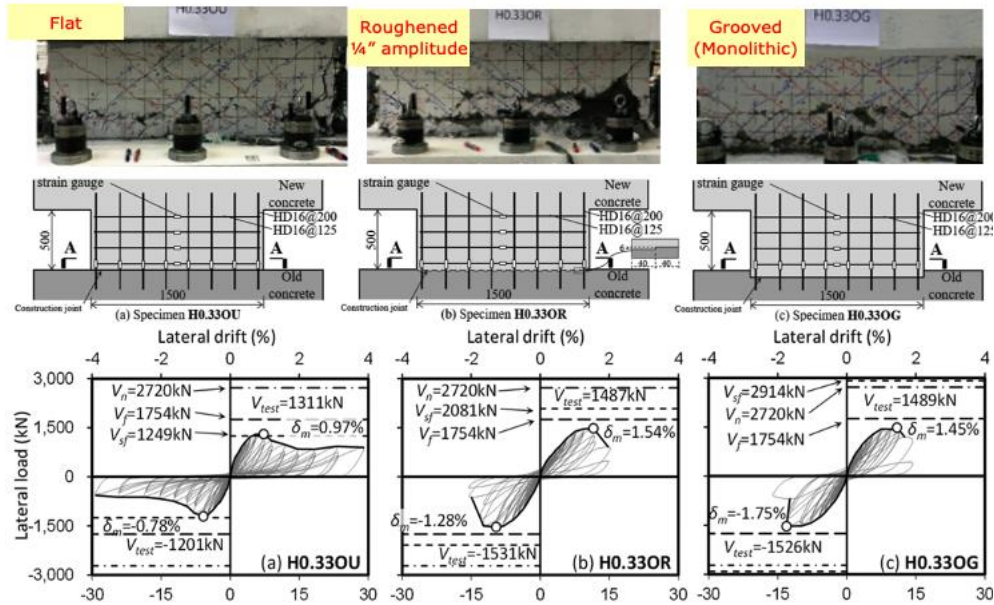 Flat
H0.33OU
Roughened
¼” amplitude
H0.33OR
Grooved
(Monolithic)
H0.33OG
strain gauge
New
concrete
HD16@200
HD16@125
500
A
A
Old
concrete
Construction joint
1500
(a) Specimen H0.33OU
strain gauge
New
concrete
HD16@200
HD16@125
500
A
A
6
40 40
Old
concrete
Construction joint
1500
(b) Specimen H0.33OR
strain gauge
New
concrete
HD16@200
HD16@125
500
A
A
Old
concrete
Construction joint
1500
(c) Specimen H0.33OG
Lateral drift (%)
-4 -2 0 2 4
Lateral load (kN)
3,000
1,500
0
-1,500
-3,000
Vn=2720kN
Vf=1754kN
Vsf=1249kN
Vtest=1311kN
δm=0.97%
δm=-0.78%
Vtest=-1201kN
(a) H0.33OU
-30 -15 0 15 30
Lateral drift (%)
-4 -2 0 2 4
Vn=2720kN
Vsf=2081kN
Vf=1754kN
Vtest=1487kN
δm=1.54%
δm=-1.28%
Vtest=-1531kN
(b) H0.33OR
-30 -15 0 15 30
Lateral drift (%)
-4 -2 0 2 4
Vsf=2914kN
Vn=2720kN
Vf=1754kN
Vtest=1489kN
δm=1.45%
δm=-1.75%
Vtest=-1526kN
(c) H0.33OG
-30 -15 0 15 30